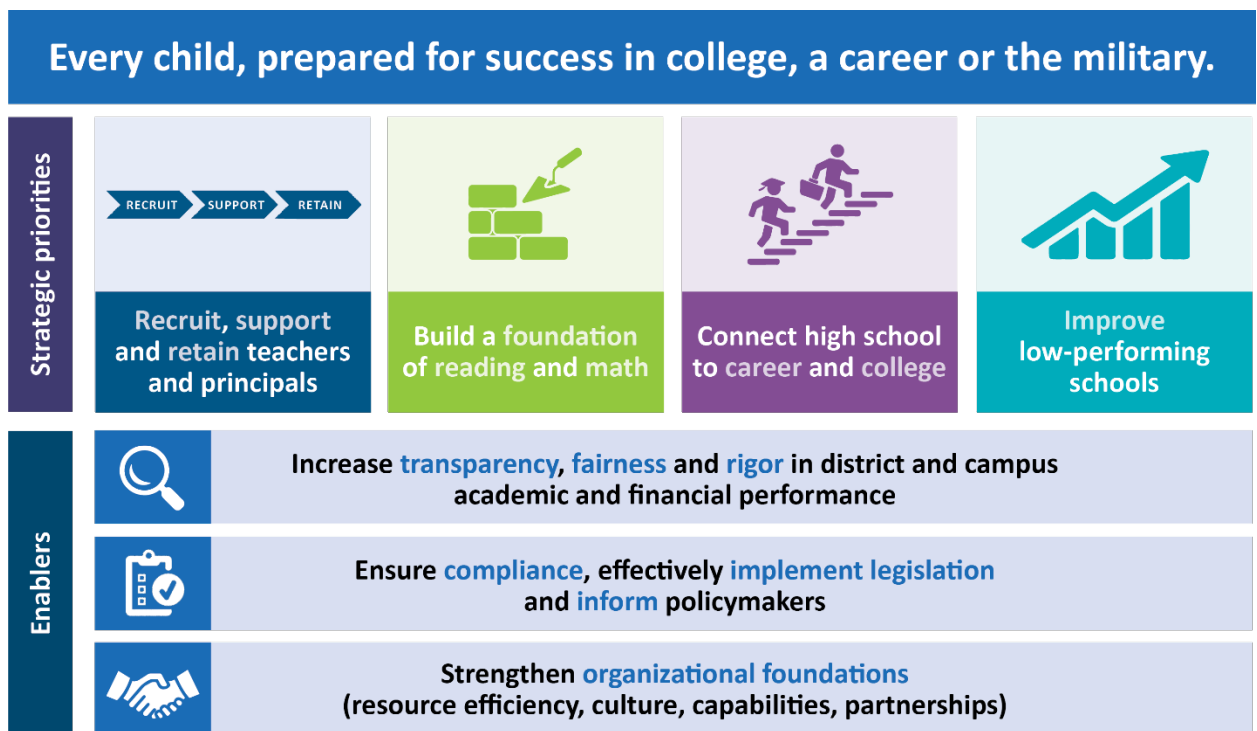 Every child, prepared for success in college, a career or the military.
Strategic priorities
RECRUIT SUPPORT RETAIN
Recruit, support
and retain teachers
and principals
Build a foundation
of reading and math
Connect high school
to career and college
Improve
low-performing
schools
Enablers
Increase transparency, fairness and rigor in district and campus
academic and financial performance
Ensure compliance, effectively implement legislation
and inform policymakers
Strengthen organizational foundations
(resource efficiency, culture, capabilities, partnerships)